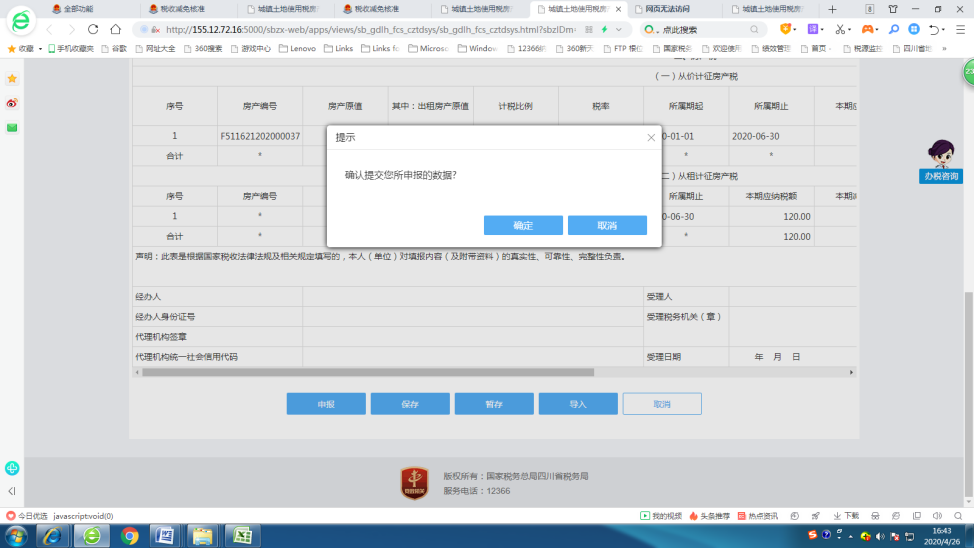 全部功能
税收减免核准
城镇土地使用税房
税收减免核准
城镇土地使用税房
城镇土地使用税房
网页无法访问
城镇土地使用税房
http://155.12.72.16:5000/sbzx-web/apps/views/sb_gdlh_fcs_cztdsys/sb_gdlh_fcs_cztdsys.html?sbzlDm=
点此搜索
收藏
手机收藏夹
谷歌
网址大全
360搜索
游戏中心
Lenovo
Links
Links fo
Microso
Window
12366纳
360新天
FTP 根位
国家税务
欢迎使用
绩效管理
首页
税源监控
四川省地
»
(一)从价计征房产税
序号
房产编号
房产原值
其中:出租房产原值
计税比例
税率
所属期起
所属期止
1
F511621202000037
0-01-01
2020-06-30
合计
*
*
*
二)从租计征房产税
序号
房产编号
所属期止
本期应纳税额
1
*
0-06-30
120.00
合计
*
*
120.00
提示
确认提交您所申报的数据?
确定
取消
声明:此表是根据国家税收法律法规及相关规定填写的,本人(单位)对填报内容(及附带资料)的真实性、可靠性、完整性负责。
经办人
受理人
经办人身份证号
受理税务机关(章)
代理机构签章
代理机构统一社会信用代码
受理日期
年 月 日
申报
保存
暂存
导入
取消
办税咨询
版权所有:国家税务总局四川省税务局
服务电话:12366
今日优选
javascript:void(0)
我的视频
头条推荐
热点资讯
下载
16:43
2020/4/26